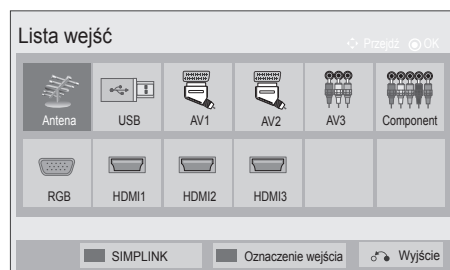 Lista wejść
Przejdź OK
Antena USB AV1 AV2 AV3 Component
RGB HDMI1 HDMI2 HDMI3
SIMPLINK Oznaczenie wejścia Wyjście